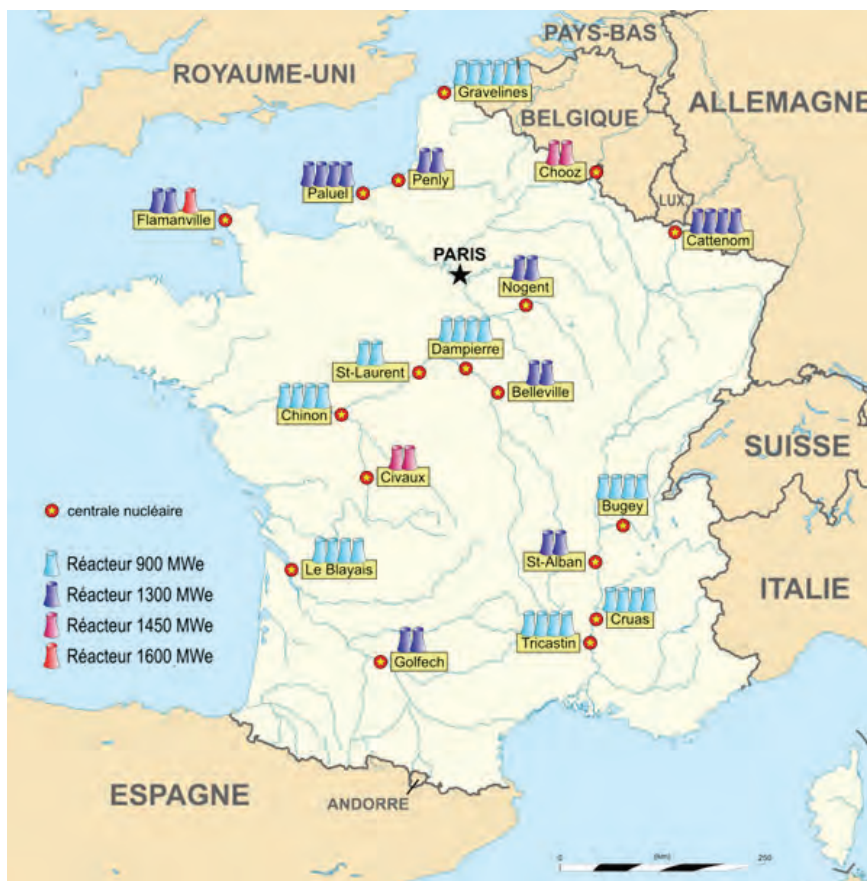 PAYS-BAS
ROYAUME-UNI
ALLEMAGNE
Gravelines
BELGIQUE
Penly
Chooz
Paluel
LUX.
Flamanville
Cattenom
PARIS
Nogent
Dampierre
St-Laurent
Belleville
Chinon
SUISSE
Civaux
Bugey
centrale nucléaire
Réacteur 900 MWe
Le Blayais
St-Alban
Réacteur 1300 MWe
ITALIE
Réacteur 1450 MWe
Cruas
Tricastin
Réacteur 1600 MWe
Golfech
ESPAGNE
ANDORRE
0 (km) 250